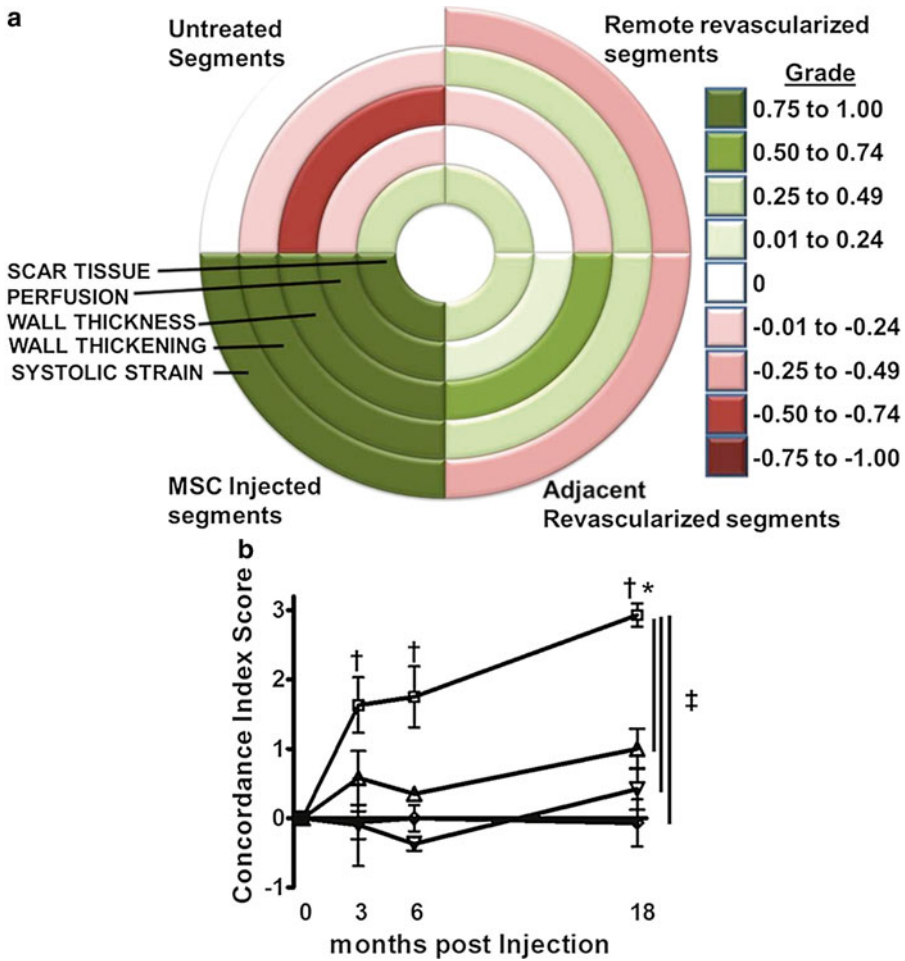 a
Untreated
Segments
Remote revascularized
segments
Grade
0.75 to 1.00
0.50 to 0.74
0.25 to 0.49
0.01 to 0.24
0
-0.01 to -0.24
-0.25 to -0.49
-0.50 to -0.74
-0.75 to -1.00
SCAR TISSUE
PERFUSION
WALL THICKNESS
WALL THICKENING
SYSTOLIC STRAIN
MSC Injected
segments
Adjacent
Revascularized segments
b
Concordance Index Score
3
2
1
0
-1
†
†
† *
‡
0 3 6 18
months post Injection